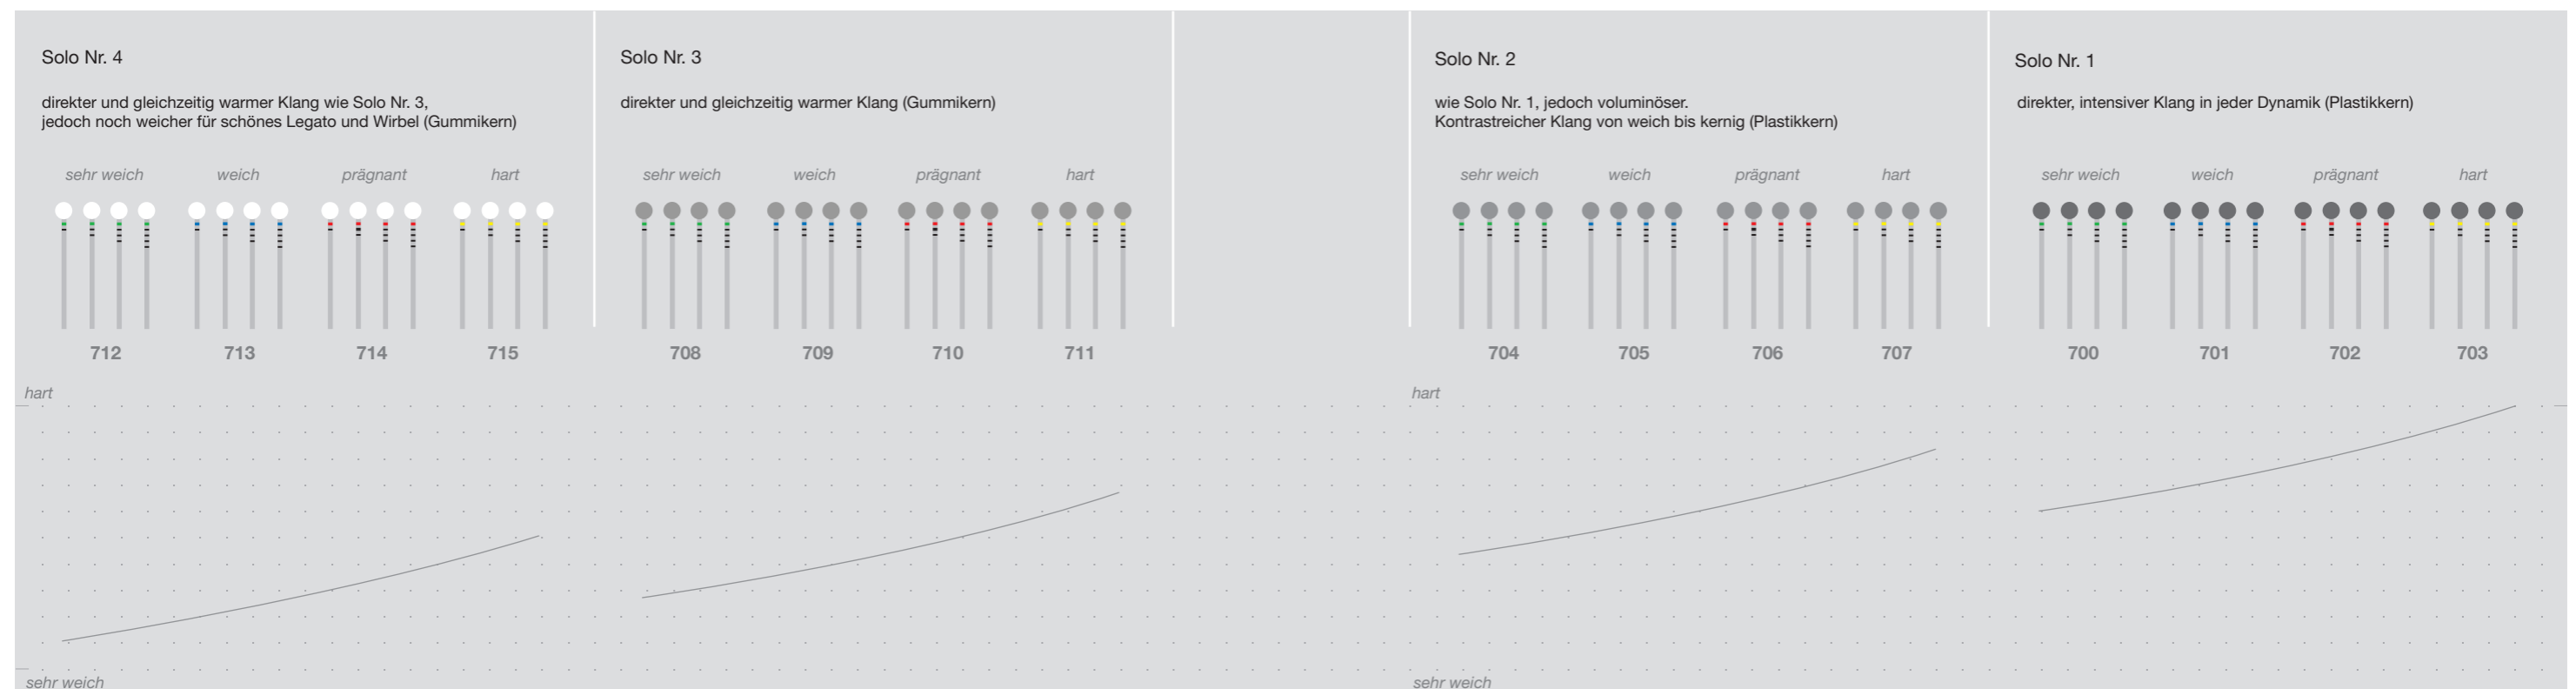 Solo Nr. 4
direkter und gleichzeitig warmer Klang wie Solo Nr. 3,
jedoch noch weicher für schönes Legato und Wirbel (Gummikern)
sehr weich weich prägnant hart
712 713 714 715
Solo Nr. 3
direkter und gleichzeitig warmer Klang (Gummikern)
sehr weich weich prägnant hart
708 709 710 711
Solo Nr. 2
wie Solo Nr. 1, jedoch voluminöser.
Kontrastreicher Klang von weich bis kernig (Plastikkern)
sehr weich weich prägnant hart
704 705 706 707
Solo Nr. 1
direkter, intensiver Klang in jeder Dynamik (Plastikkern)
sehr weich weich prägnant hart
700 701 702 703
hart
hart
sehr weich
sehr weich